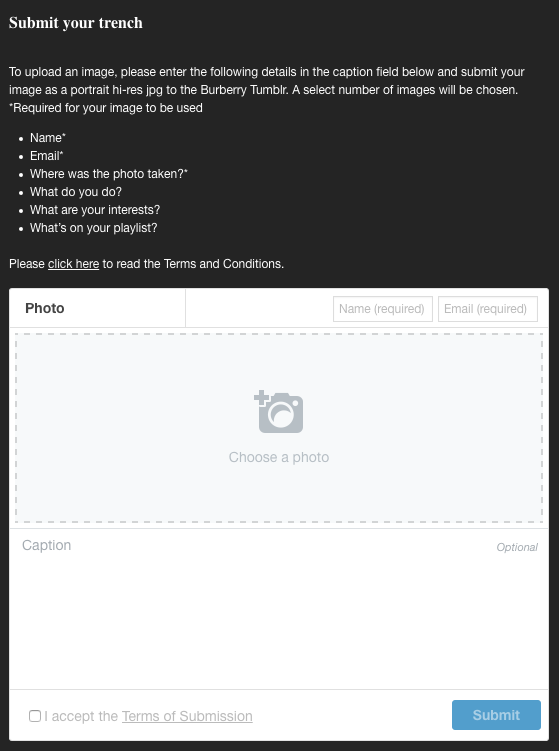 Submit your trench
To upload an image, please enter the following details in the caption field below and submit your
image as a portrait hi-res jpg to the Burberry Tumblr. A select number of images will be chosen.
*Required for your image to be used
• Name*
• Email*
• Where was the photo taken?*
• What do you do?
• What are your interests?
• What's on your playlist?
Please click here to read the Terms and Conditions.
Photo Name (required) Email (required)
Choose a photo
Caption Optional
I accept the Terms of Submission Submit